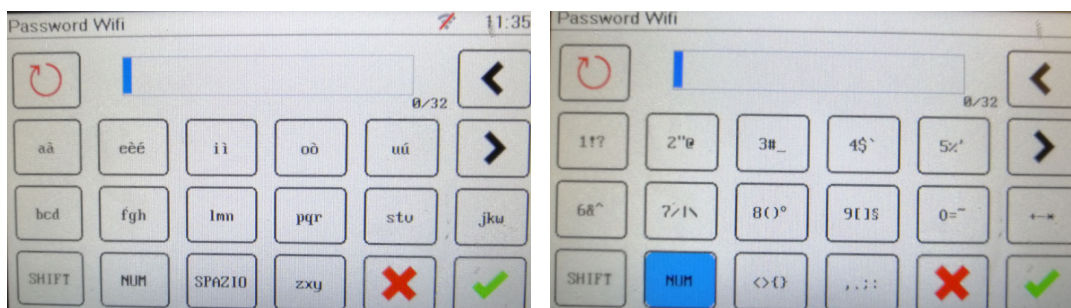 Password Wifi 11:35
0/32
aâ eèé iì oò uú
bcd fgh lmn pqr stv jkw
SHIFT NUM SPAZIO zxy
Password Wifi
0/32
1!? 2"@ 3#_ 4$` 5%'
6&^ 7/|\ 8()° 9[]§ 0=~ +-*
SHIFT NUM <>{} ,.;: